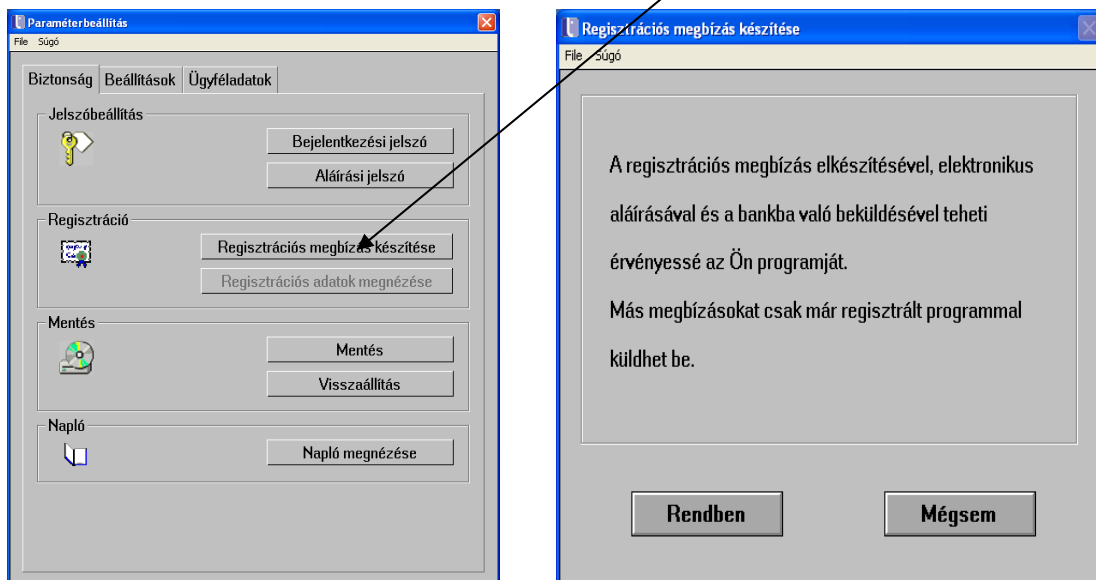 Paraméterbeállítás
File Súgó
Biztonság Beállítások Ügyféladatok
Jelszóbeállítás
Bejelentkezési jelszó
Aláírási jelszó
Regisztráció
Regisztrációs megbízás készítése
Regisztrációs adatok megnézése
Mentés
Mentés
Visszaállítás
Napló
Napló megnézése
Regisztrációs megbízás készítése
File Súgó
A regisztrációs megbízás elkészítésével, elektronikus
aláírásával és a bankba való beküldésével teheti
érvényessé az Ön programját.
Más megbízásokat csak már regisztrált programmal
küldhet be.
Rendben Mégsem